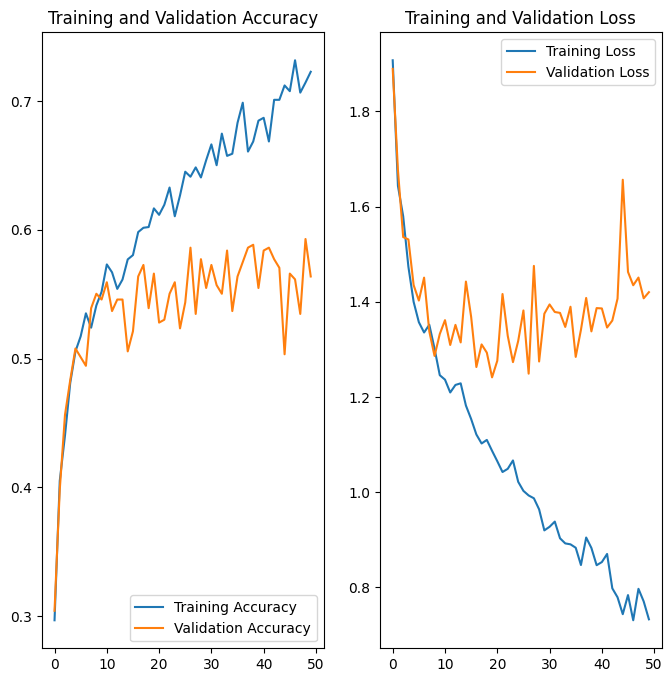 Training and Validation Accuracy
0.7
0.6
0.5
0.4
0.3
0 10 20 30 40 50
Training Accuracy
Validation Accuracy
Training and Validation Loss
1.8
1.6
1.4
1.2
1.0
0.8
0 10 20 30 40 50
Training Loss
Validation Loss